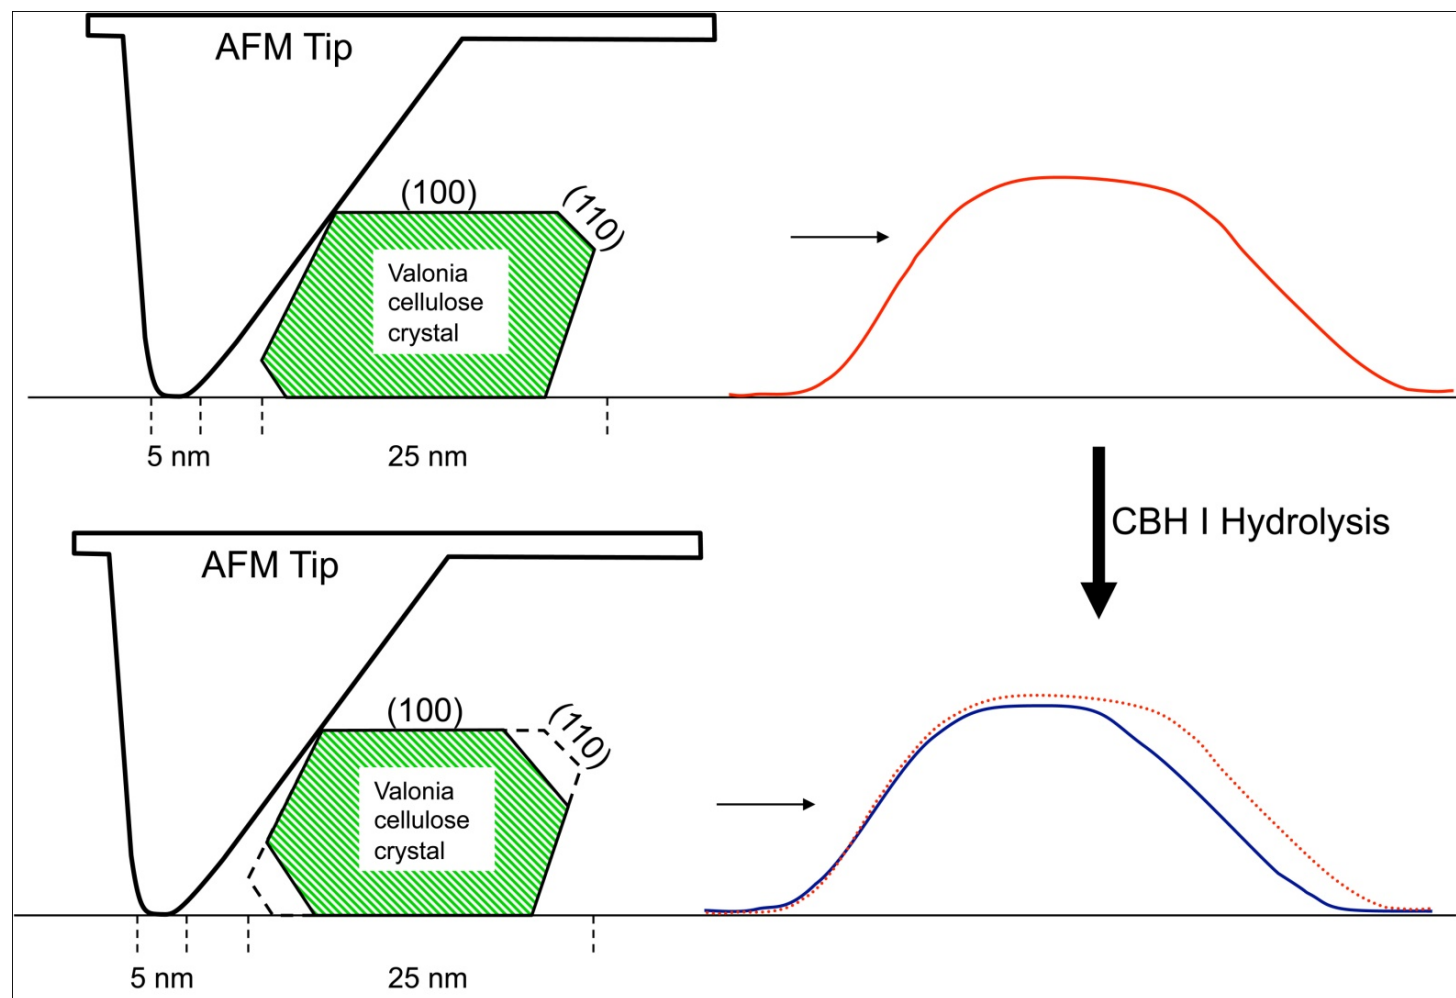 AFM Tip
(100)
(110)
Valonia
cellulose
crystal
5 nm
25 nm
CBH I Hydrolysis
AFM Tip
(100)
(110)
Valonia
cellulose
crystal
5 nm
25 nm